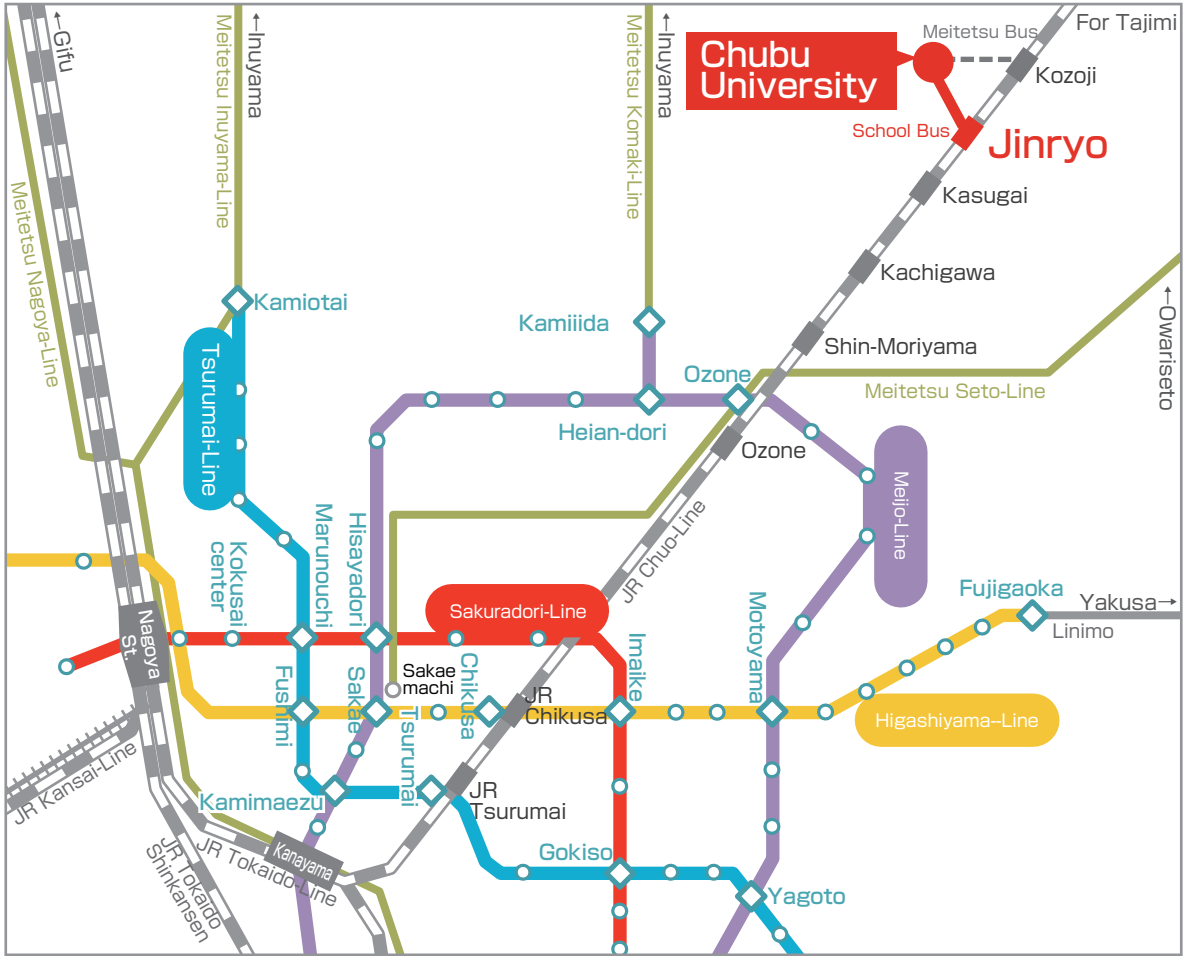 ←Gifu
Meitetsu Inuyama-Line
←Inuyama
Meitetsu Komaki-Line
←Inuyama
Chubu
University
Meitetsu Bus
For Tajimi
Kozoji
School Bus
Jinryo
Kasugai
Meitetsu Nagoya-Line
Kachigawa
Kamiotai
Kamiiida
Shin-Moriyama
←Owariseto
Tsurumai-Line
Ozone
Meitetsu Seto-Line
Heian-dori
Ozone
Meijo-Line
Kokusai
center
Marunouchi
Hisayadori
JR Chuo-Line
Sakuradori-Line
Motoyama
Fujigaoka
Yakusa→
Linimo
Nagoya
St.
Imaike
Fushimi
Sakae
Sakae
machi
Tsurumai
Chikusa
JR
Chikusa
Higashiyama--Line
JR Kansai-Line
Kamimaezu
JR
Tsurumai
JR Tokaido
Shinkansen
JR Tokaido-Line
Kanayama
Gokiso
Yagoto